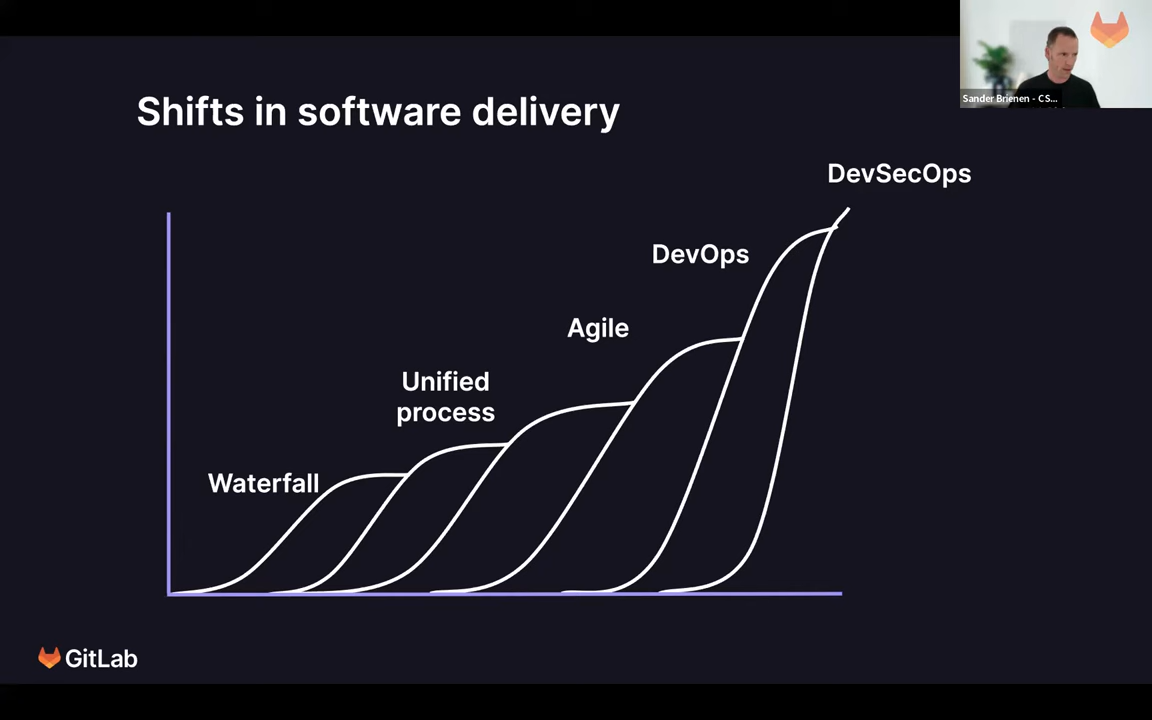 Sander Brienen - CS...
Shifts in software delivery
DevSecOps
DevOps
Agile
Unified
process
Waterfall
GitLab